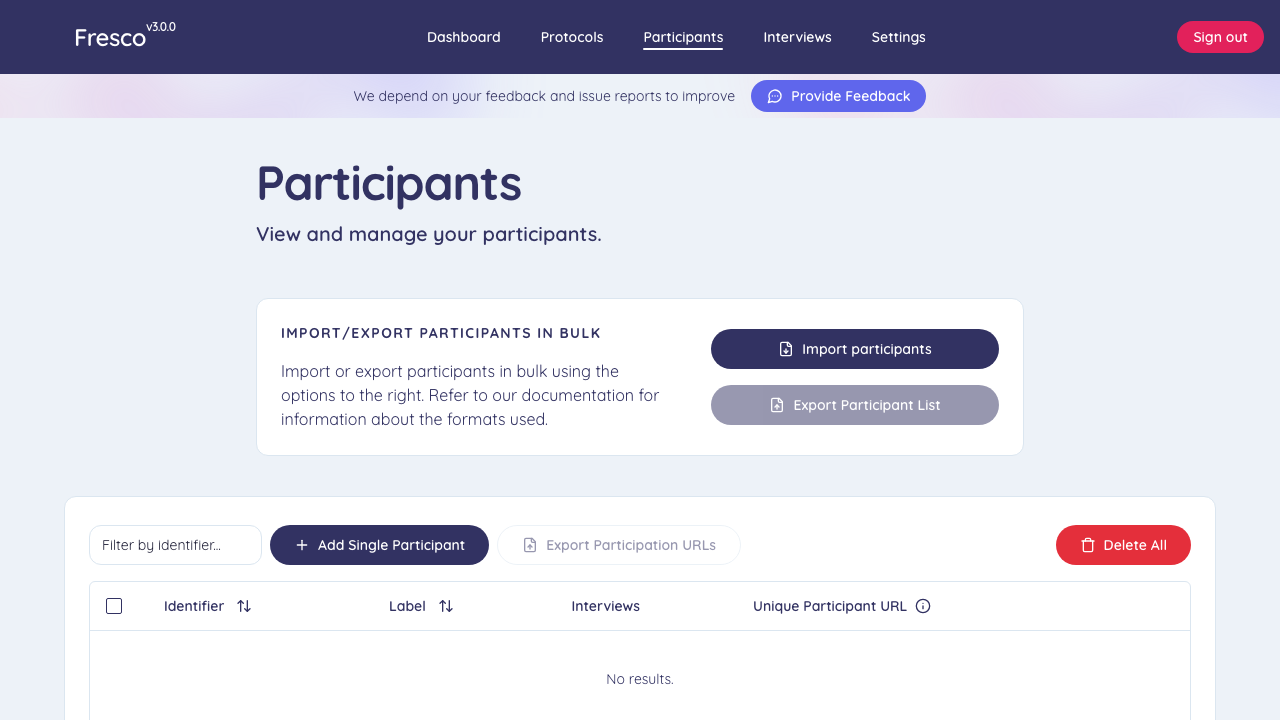 Fresco v3.0.0
Dashboard Protocols Participants Interviews Settings Sign out
We depend on your feedback and issue reports to improve Provide Feedback
Participants
View and manage your participants.
IMPORT/EXPORT PARTICIPANTS IN BULK
Import or export participants in bulk using the
options to the right. Refer to our documentation for
information about the formats used.
Import participants
Export Participant List
Filter by identifier... Add Single Participant Export Participation URLs Delete All
Identifier Label Interviews Unique Participant URL
No results.